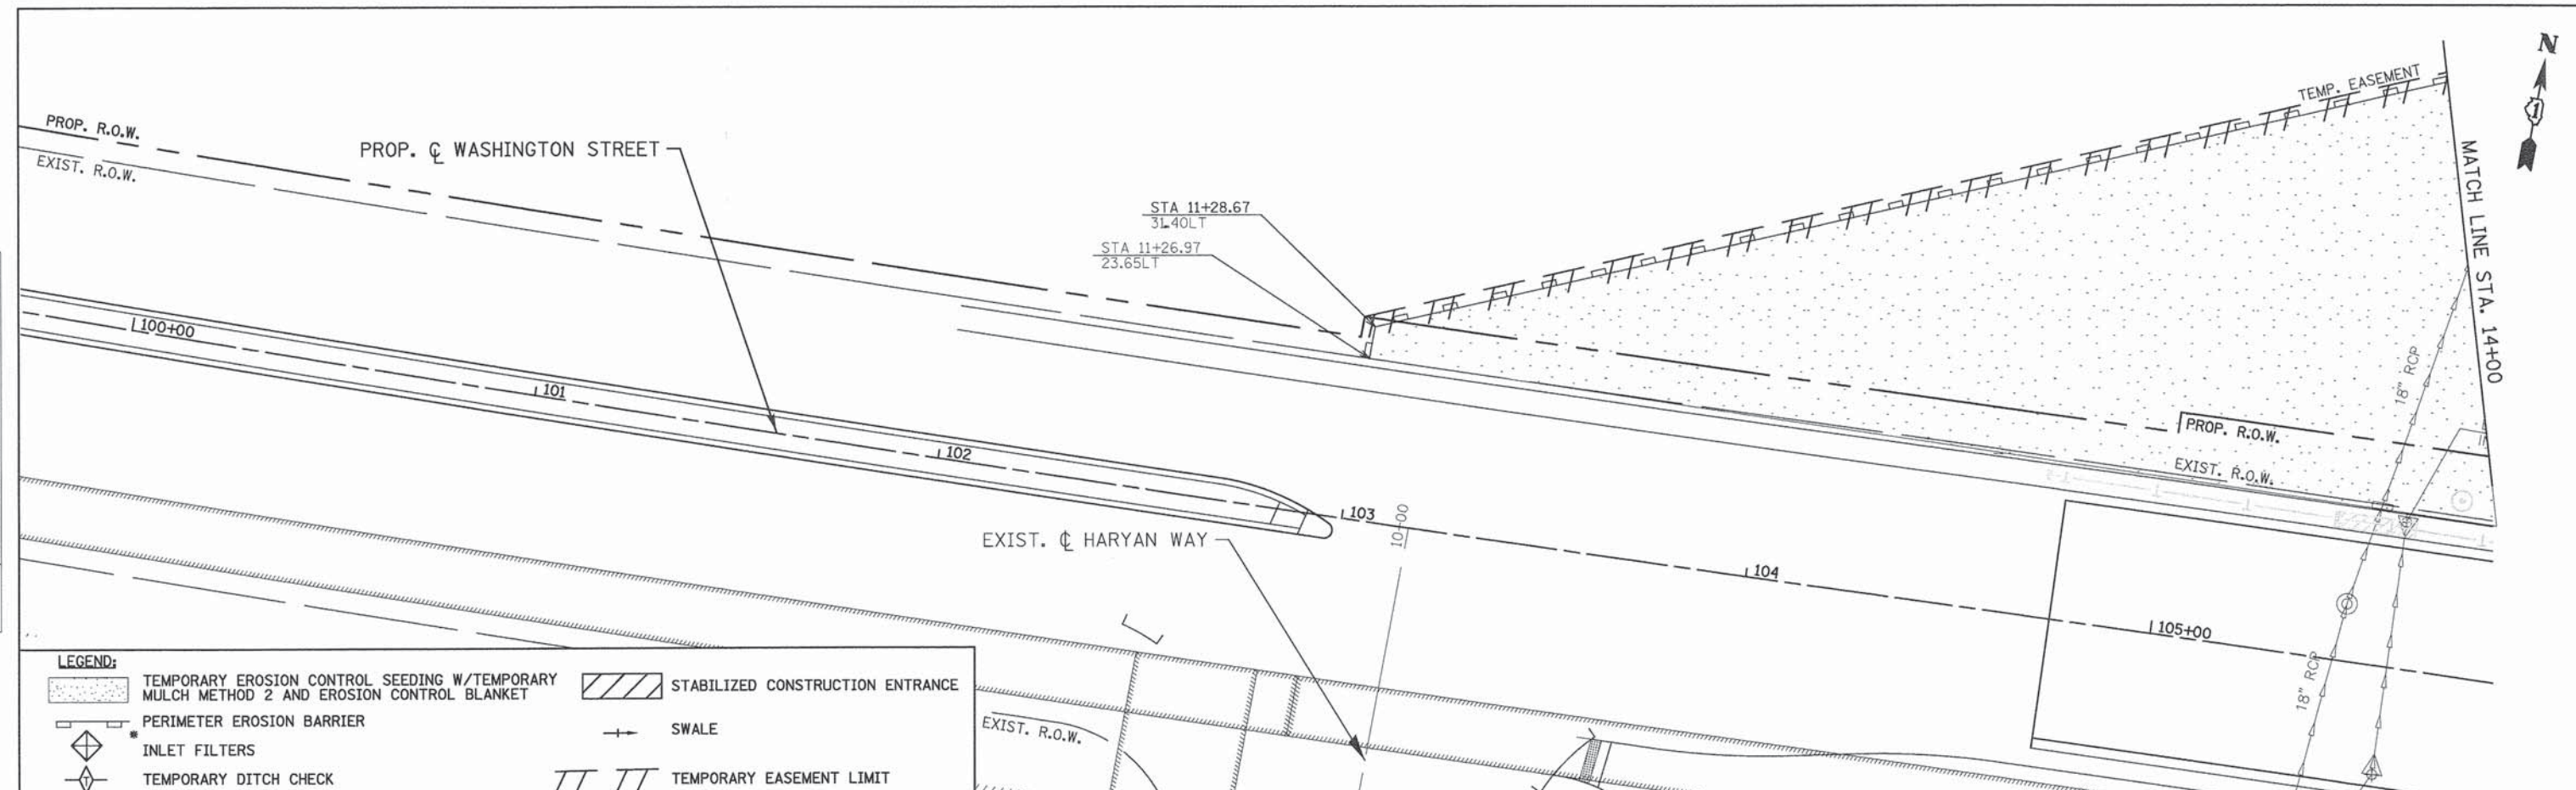 N
1
TEMP. EASEMENT
PROP. R.O.W.
EXIST. R.O.W.
PROP. ℄ WASHINGTON STREET
MATCH LINE STA. 14+00
STA 11+28.67
31.40LT
STA 11+26.97
23.65LT
100+00
101
102
103
10+00
104
105+00
18" RCP
PROP. R.O.W.
EXIST. R.O.W.
T
T
T
T-2
T
EXIST. ℄ HARYAN WAY
18" RCP
EXIST. R.O.W.
LEGEND:
TEMPORARY EROSION CONTROL SEEDING W/TEMPORARY
MULCH METHOD 2 AND EROSION CONTROL BLANKET
STABILIZED CONSTRUCTION ENTRANCE
PERIMETER EROSION BARRIER
SWALE
*
INLET FILTERS
T
TEMPORARY DITCH CHECK
TEMPORARY EASEMENT LIMIT